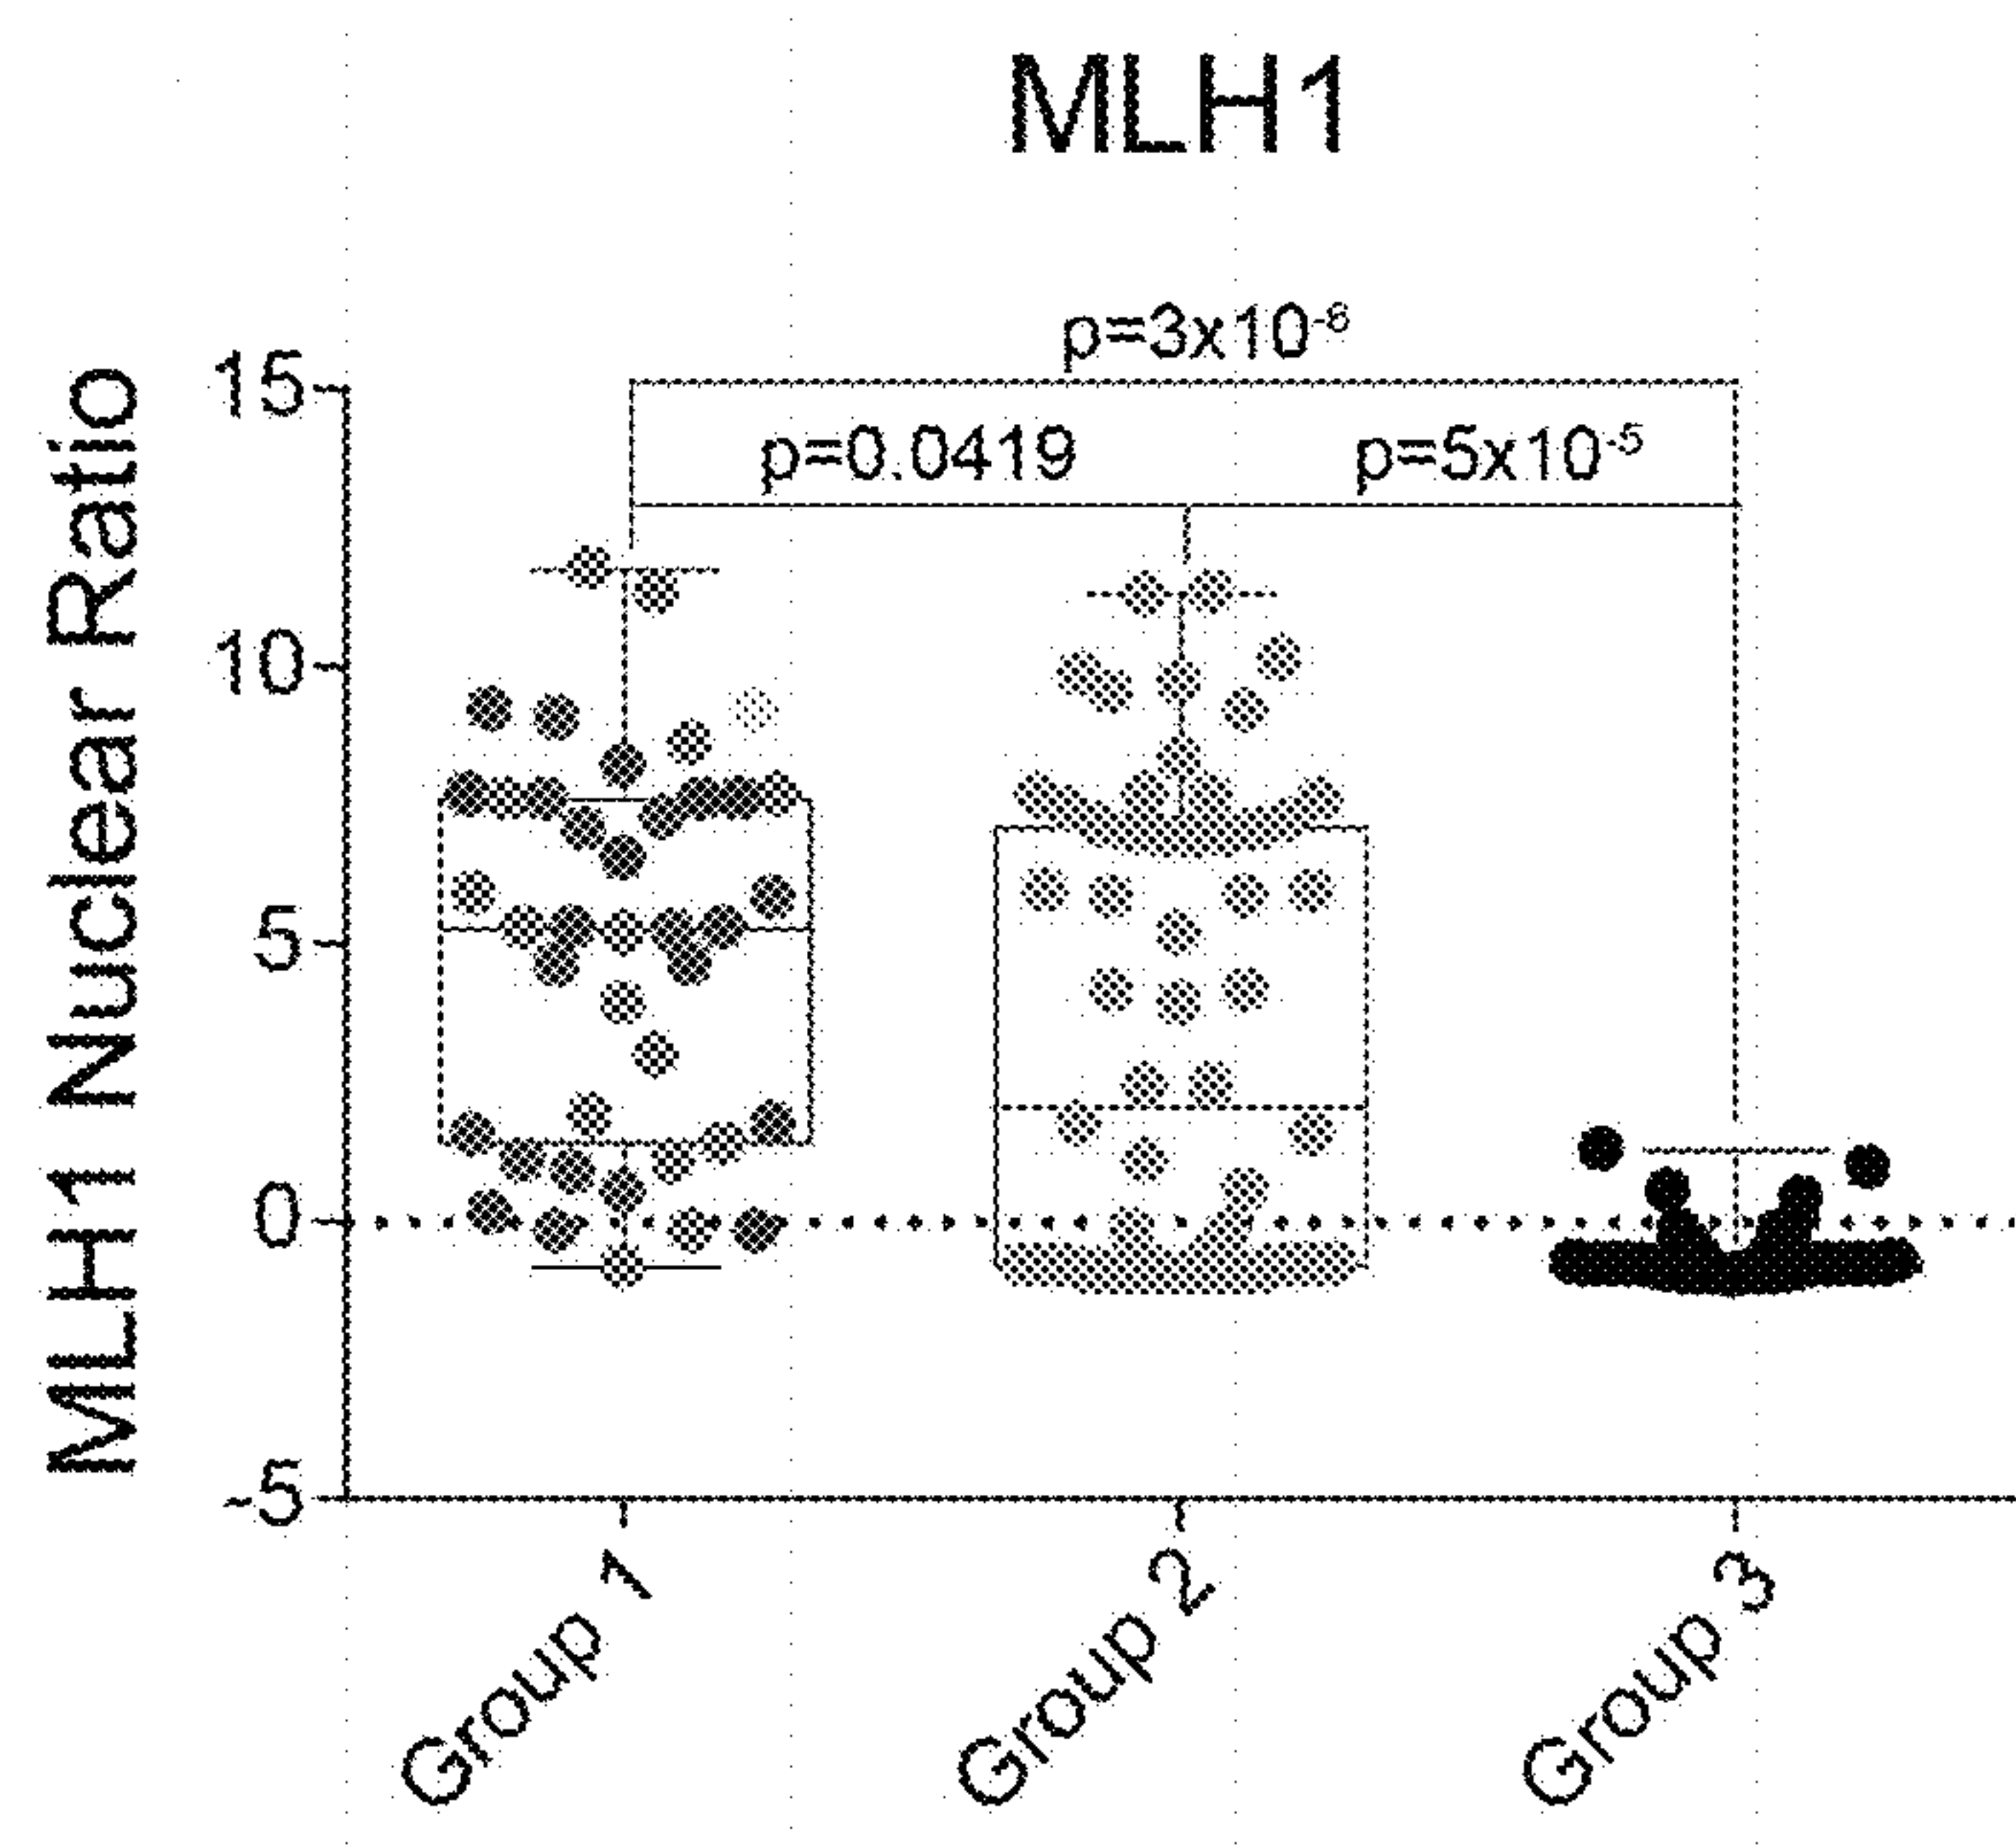 MLH1
p=3x10⁻⁸
p=0.0419
p=5x10⁻⁵
MLH1 Nuclear Ratio
15
10
5
0
-5
Group 1
Group 2
Group 3